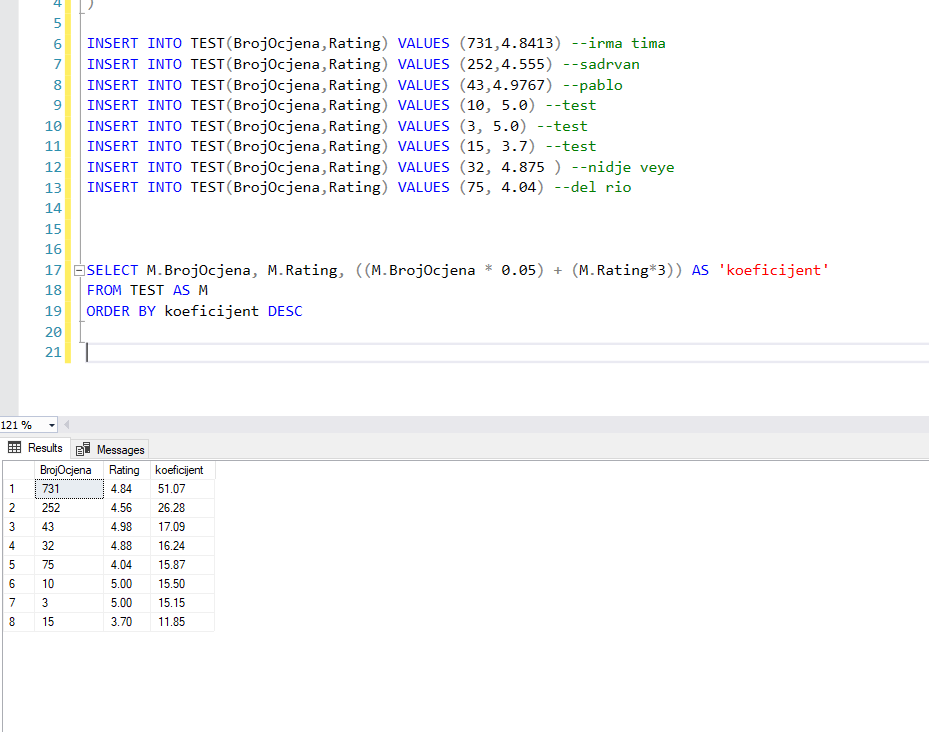 4 )
5
6 INSERT INTO TEST(BrojOcjena,Rating) VALUES (731,4.8413) --irma tima
7 INSERT INTO TEST(BrojOcjena,Rating) VALUES (252,4.555) --sadrvan
8 INSERT INTO TEST(BrojOcjena,Rating) VALUES (43,4.9767) --pablo
9 INSERT INTO TEST(BrojOcjena,Rating) VALUES (10, 5.0) --test
10 INSERT INTO TEST(BrojOcjena,Rating) VALUES (3, 5.0) --test
11 INSERT INTO TEST(BrojOcjena,Rating) VALUES (15, 3.7) --test
12 INSERT INTO TEST(BrojOcjena,Rating) VALUES (32, 4.875 ) --nidje veye
13 INSERT INTO TEST(BrojOcjena,Rating) VALUES (75, 4.04) --del rio
14
15
16
17 SELECT M.BrojOcjena, M.Rating, ((M.BrojOcjena * 0.05) + (M.Rating*3)) AS 'koeficijent'
18 FROM TEST AS M
19 ORDER BY koeficijent DESC
20
21
121 %
Results Messages
BrojOcjena Rating koeficijent
1 731 4.84 51.07
2 252 4.56 26.28
3 43 4.98 17.09
4 32 4.88 16.24
5 75 4.04 15.87
6 10 5.00 15.50
7 3 5.00 15.15
8 15 3.70 11.85